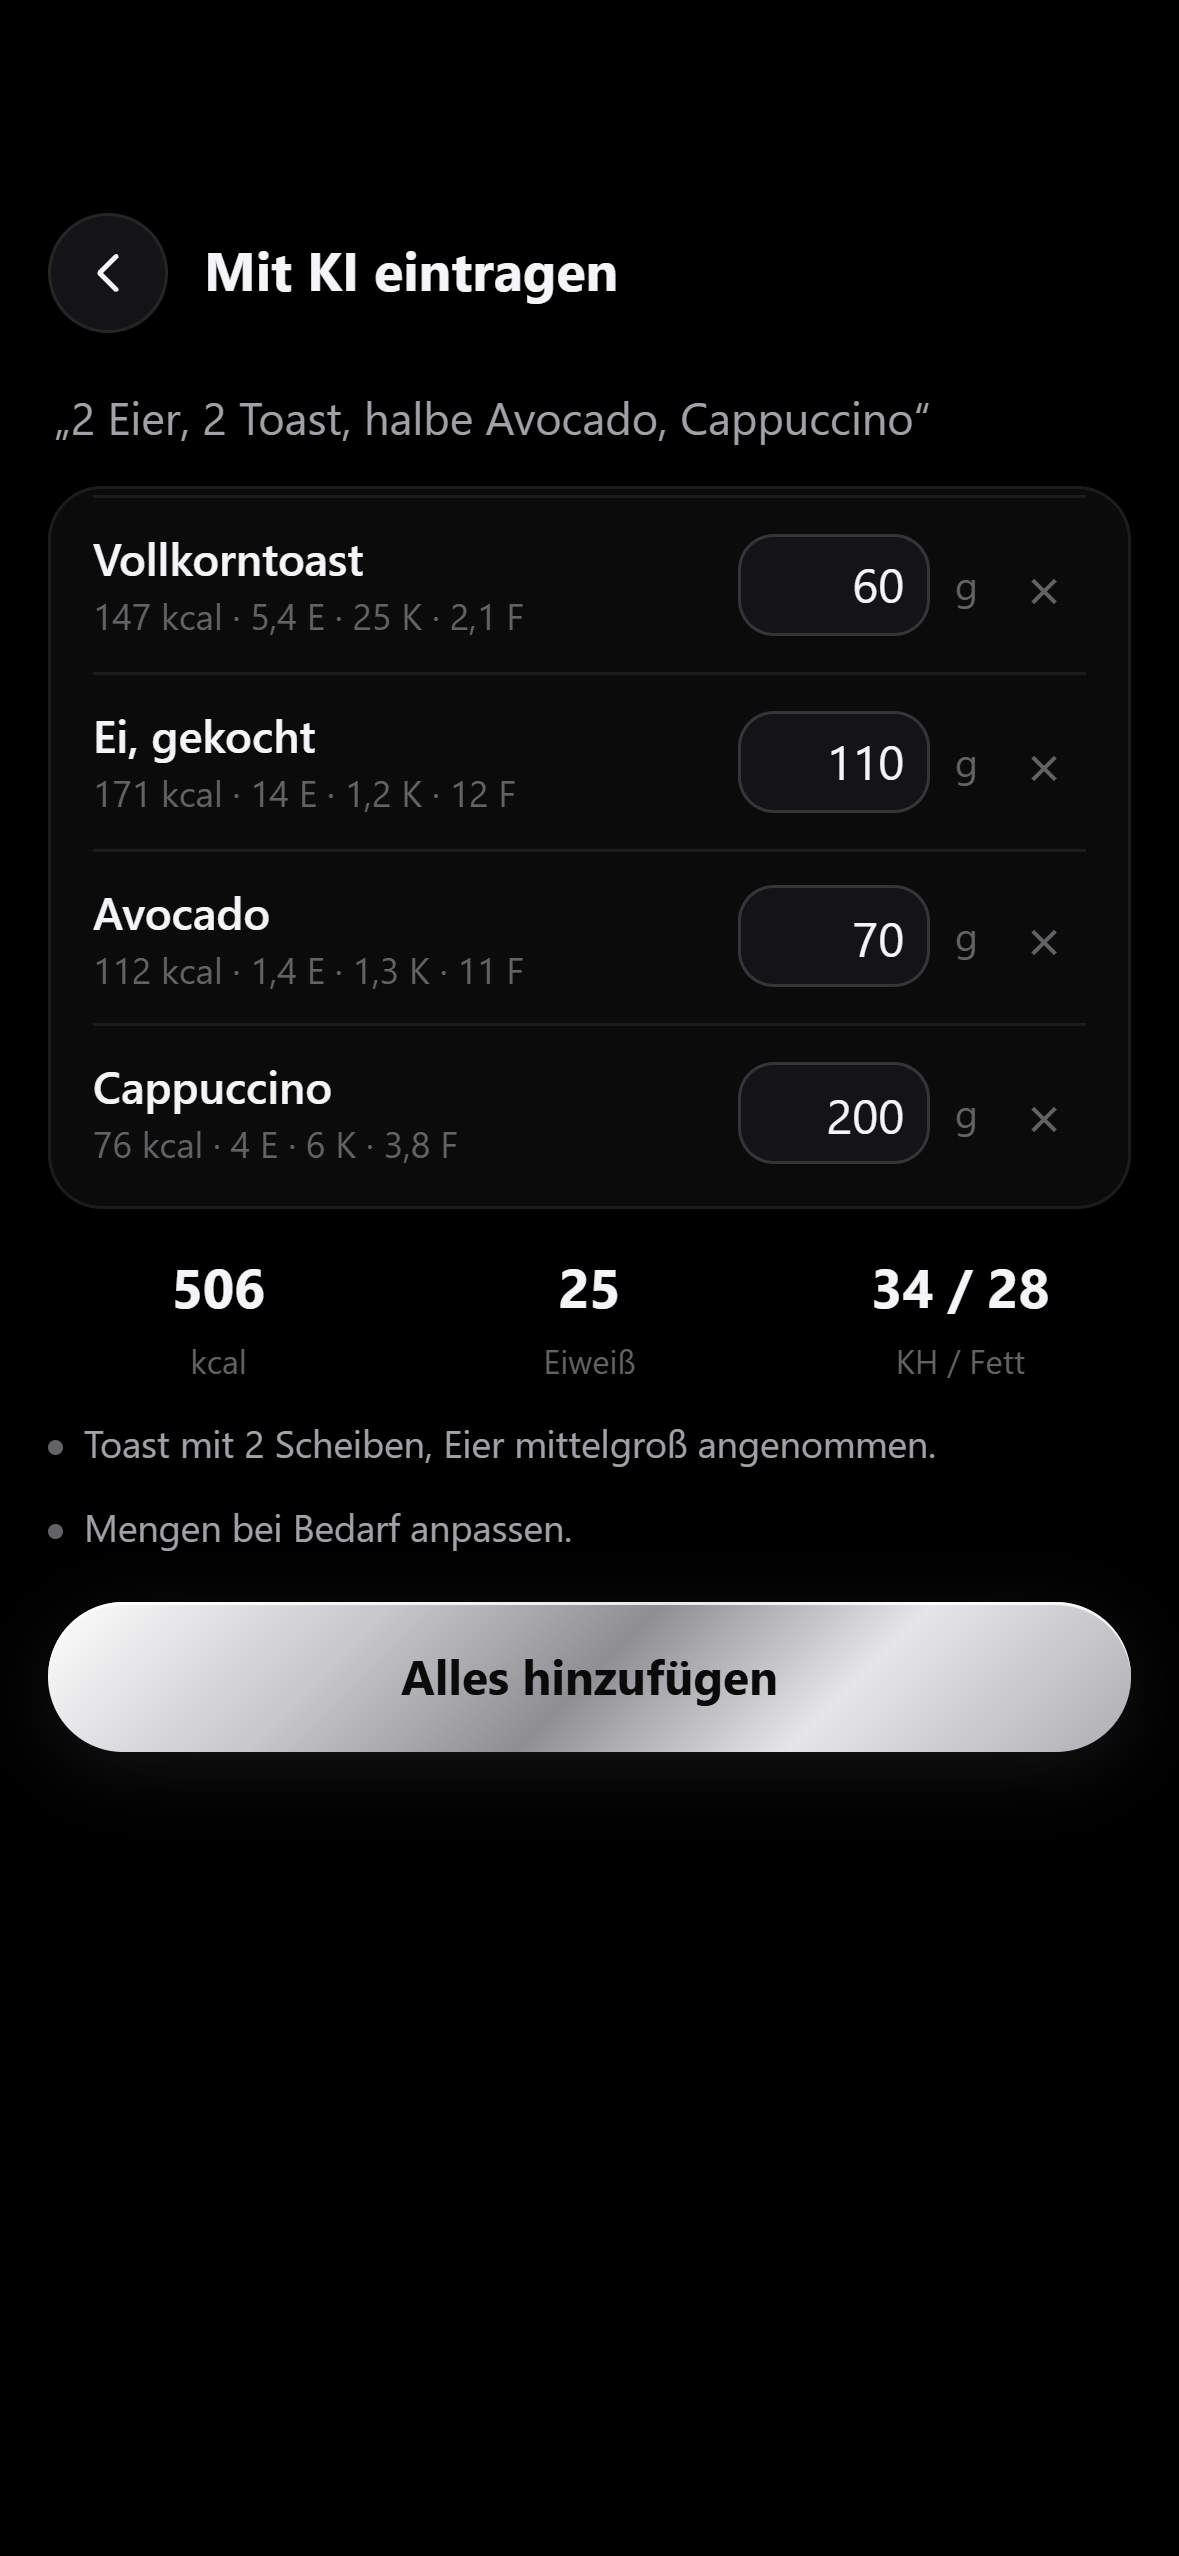 Mit KI eintragen
„2 Eier, 2 Toast, halbe Avocado, Cappuccino“
Vollkorntoast
147 kcal · 5,4 E · 25 K · 2,1 F
60 g ×
Ei, gekocht
171 kcal · 14 E · 1,2 K · 12 F
110 g ×
Avocado
112 kcal · 1,4 E · 1,3 K · 11 F
70 g ×
Cappuccino
76 kcal · 4 E · 6 K · 3,8 F
200 g ×
506 25 34 / 28
kcal Eiweiß KH / Fett
• Toast mit 2 Scheiben, Eier mittelgroß angenommen.
• Mengen bei Bedarf anpassen.
Alles hinzufügen